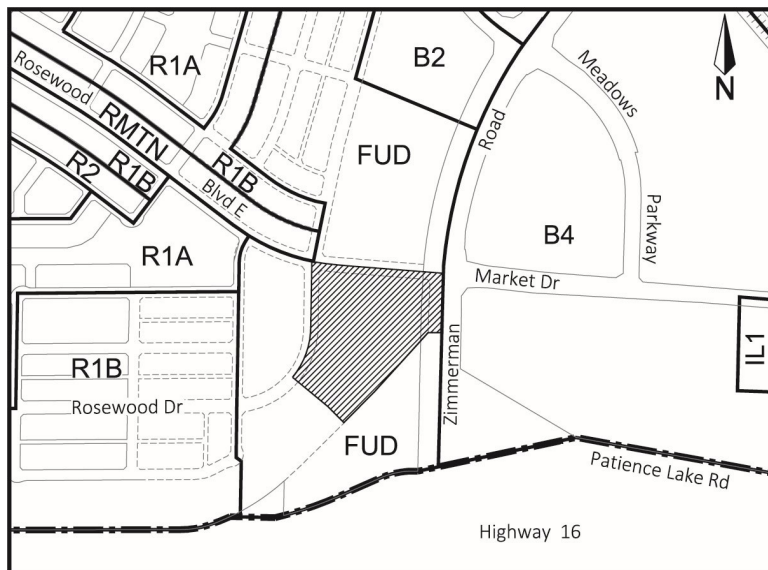 B2
Meadows
R1A
Rosewood
N
RMTN
Road
FUD
R1B
R1B
R2
Blvd E
Parkway
B4
R1A
Market Dr
Zimmerman
IL1
R1B
Rosewood Dr
FUD
Patience Lake Rd
Highway 16